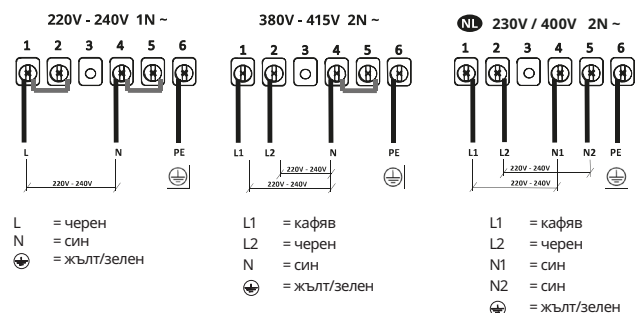 220V - 240V 1N ~
1 2 3 4 5 6
L N PE
220V - 240V
L = черен
N = син
= жълт/зелен
380V - 415V 2N ~
1 2 3 4 5 6
L1 L2 N PE
220V - 240V
220V - 240V
L1 = кафяв
L2 = черен
N = син
= жълт/зелен
NL 230V / 400V 2N ~
1 2 3 4 5 6
L1 L2 N1 N2 PE
220V - 240V
220V - 240V
L1 = кафяв
L2 = черен
N1 = син
N2 = син
= жълт/зелен